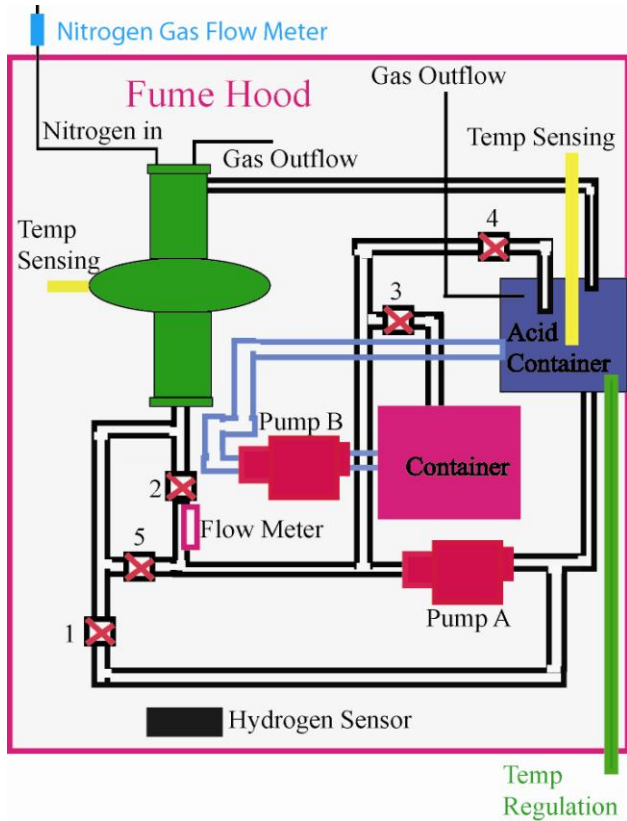 Nitrogen Gas Flow Meter
Fume Hood
Gas Outflow
Nitrogen in
Gas Outflow
Temp Sensing
Temp
Sensing
4
3
Acid
Container
Pump B
Container
2
Flow Meter
5
1
Pump A
Hydrogen Sensor
Temp
Regulation